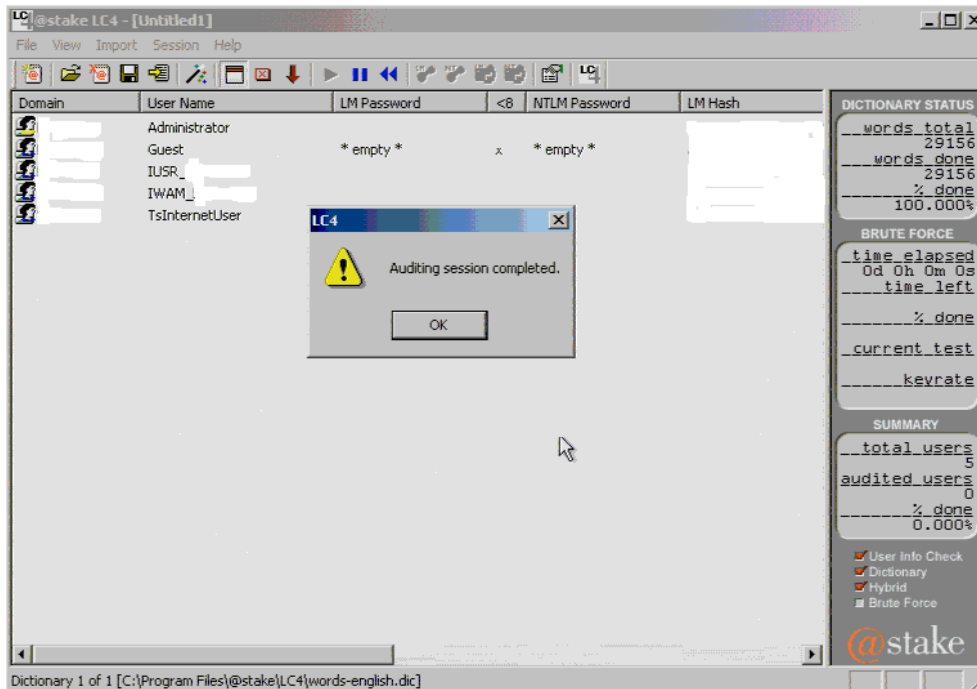 @stake LC4 - [Untitled1]
File View Import Session Help
Domain User Name LM Password <8 NTLM Password LM Hash
Administrator
Guest * empty * x * empty *
IUSR_
IWAM_
TsInternetUser
LC4
Auditing session completed.
OK
DICTIONARY STATUS
words total
29156
words done
29156
% done
100.000%
BRUTE FORCE
time elapsed
0d 0h 0m 0s
time left
% done
current test
keyrate
SUMMARY
total users
5
audited users
0
% done
0.000%
User Info Check
Dictionary
Hybrid
Brute Force
@stake
Dictionary 1 of 1 [C:\Program Files\@stake\LC4\words-english.dic]